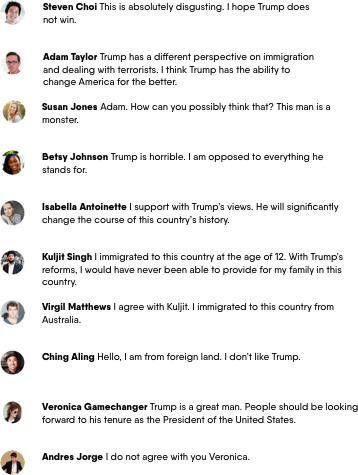 Steven Choi This is absolutely disgusting. I hope Trump does
not win.
Adam Taylor Trump has a different perspective on immigration
and dealing with terrorists. I think Trump has the ability to
change America for the better.
Susan Jones Adam. How can you possibly think that? This man is a
monster.
Betsy Johnson Trump is horrible. I am opposed to everything he
stands for.
Isabella Antoinette I support with Trump's views. He will significantly
change the course of this country's history.
Kuljit Singh I immigrated to this country at the age of 12. With Trump's
reforms, I would have never been able to provide for my family in this
country.
Virgil Matthews I agree with Kuljit. I immigrated to this country from
Australia.
Ching Aling Hello, I am from foreign land. I don't like Trump.
Veronica Gamechanger Trump is a great man. People should be looking
forward to his tenure as the President of the United States.
Andres Jorge I do not agree with you Veronica.